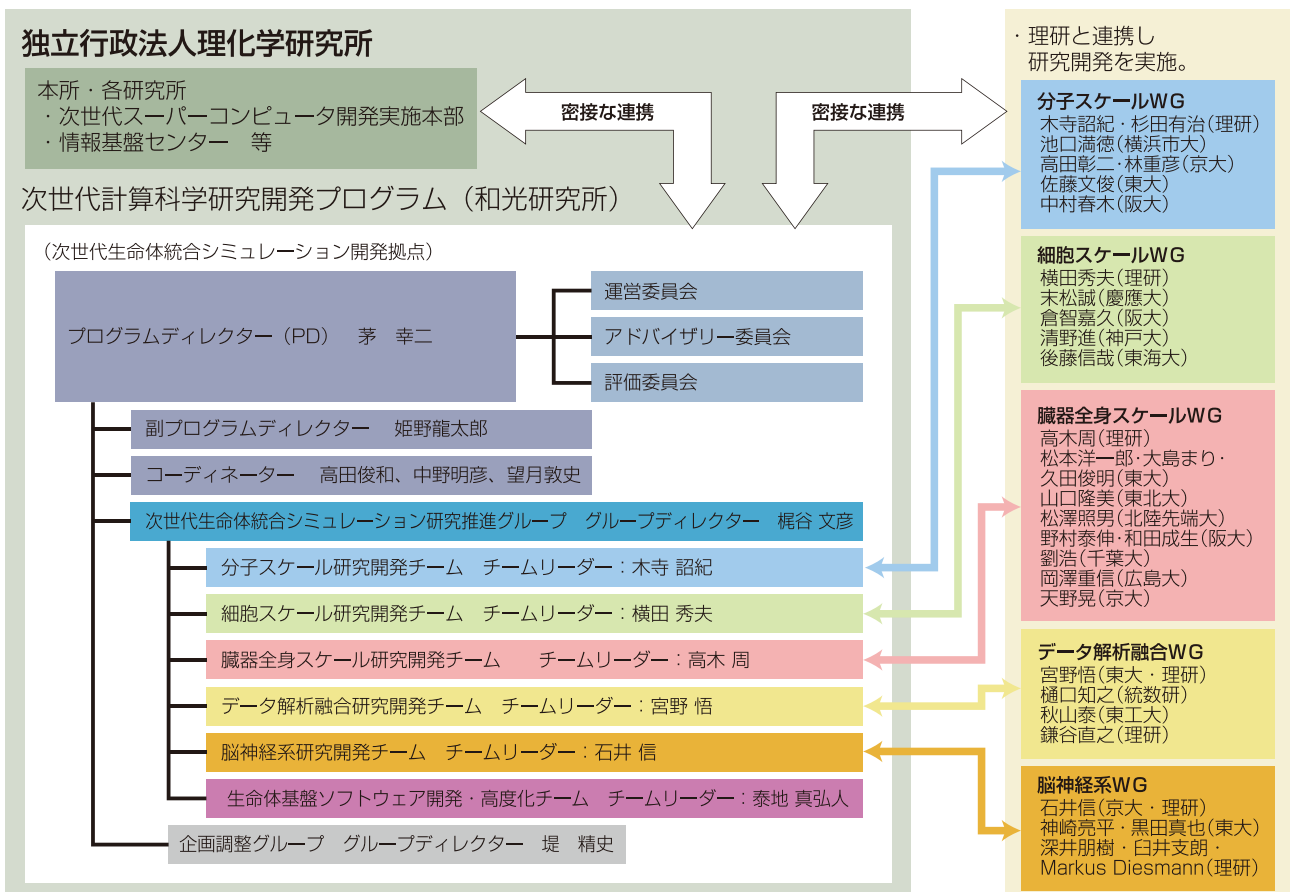 独立行政法人理化学研究所
本所・各研究所
・次世代スーパーコンピュータ開発実施本部
・情報基盤センター　等
密接な連携
密接な連携
次世代計算科学研究開発プログラム（和光研究所）
（次世代生命体統合シミュレーション開発拠点）
プログラムディレクター（PD）　茅　幸二
運営委員会
アドバイザリー委員会
評価委員会
副プログラムディレクター　姫野龍太郎
コーディネーター　高田俊和、中野明彦、望月敦史
次世代生命体統合シミュレーション研究推進グループ　グループディレクター　梶谷 文彦
分子スケール研究開発チーム　チームリーダー：木寺 詔紀
細胞スケール研究開発チーム　チームリーダー：横田 秀夫
臓器全身スケール研究開発チーム　チームリーダー：高木 周
データ解析融合研究開発チーム　チームリーダー：宮野 悟
脳神経系研究開発チーム　チームリーダー：石井 信
生命体基盤ソフトウェア開発・高度化チーム　チームリーダー：泰地 真弘人
企画調整グループ　グループディレクター　堤　精史
・理研と連携し
研究開発を実施。
分子スケールWG
木寺詔紀・杉田有治(理研)
池口満徳(横浜市大)
高田彰二・林重彦(京大)
佐藤文俊(東大)
中村春木(阪大)
細胞スケールWG
横田秀夫(理研)
末松誠(慶應大)
倉智嘉久(阪大)
清野進(神戸大)
後藤信哉(東海大)
臓器全身スケールWG
高木周(理研)
松本洋一郎・大島まり・
久田俊明(東大)
山口隆美(東北大)
松澤照男(北陸先端大)
野村泰伸・和田成生(阪大)
劉浩(千葉大)
岡澤重信(広島大)
天野晃(京大)
データ解析融合WG
宮野悟(東大・理研)
樋口知之(統数研)
秋山泰(東工大)
鎌谷直之(理研)
脳神経系WG
石井信(京大・理研)
神崎亮平・黒田真也(東大)
深井朋樹・臼井支朗・
Markus Diesmann(理研)